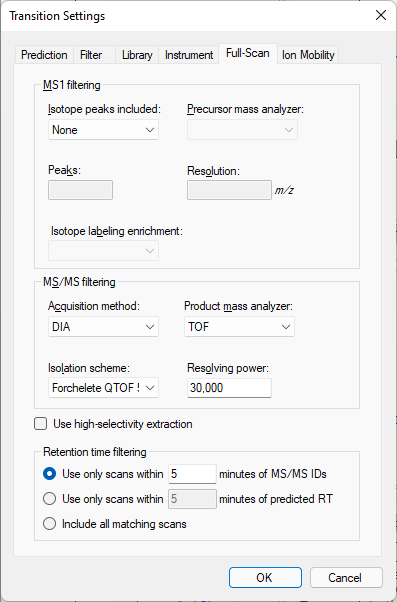 Transition Settings
Prediction Filter Library Instrument Full-Scan Ion Mobility
MS1 filtering
Isotope peaks included: Precursor mass analyzer:
None
Peaks: Resolution:
m/z
Isotope labeling enrichment:
MS/MS filtering
Acquisition method: Product mass analyzer:
DIA TOF
Isolation scheme: Resolving power:
Forchelete QTOF 30,000
Use high-selectivity extraction
Retention time filtering
Use only scans within 5 minutes of MS/MS IDs
Use only scans within 5 minutes of predicted RT
Include all matching scans
OK Cancel